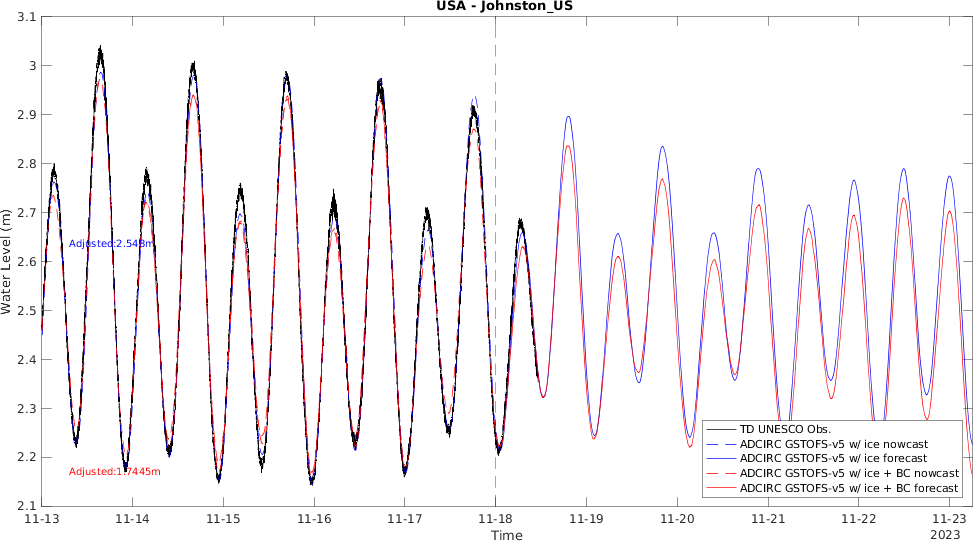 USA - Johnston_US
3.1
3
2.9
2.8
2.7
2.6
2.5
2.4
2.3
2.2
2.1
Water Level (m)
Adjusted:2.548m
Adjusted:1.7445m
TD UNESCO Obs.
ADCIRC GSTOFS-v5 w/ ice nowcast
ADCIRC GSTOFS-v5 w/ ice forecast
ADCIRC GSTOFS-v5 w/ ice + BC nowcast
ADCIRC GSTOFS-v5 w/ ice + BC forecast
11-13 11-14 11-15 11-16 11-17 11-18 11-19 11-20 11-21 11-22 11-23
Time
2023